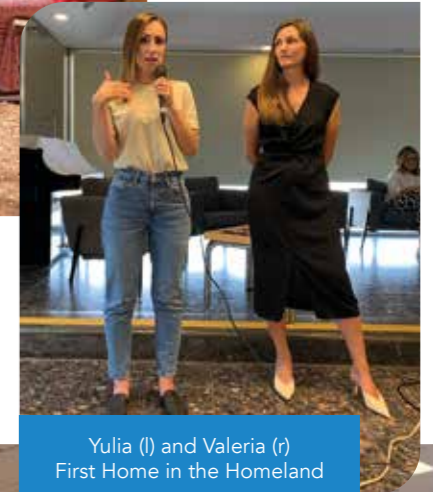 Yulia (l) and Valeria (r)
First Home in the Homeland